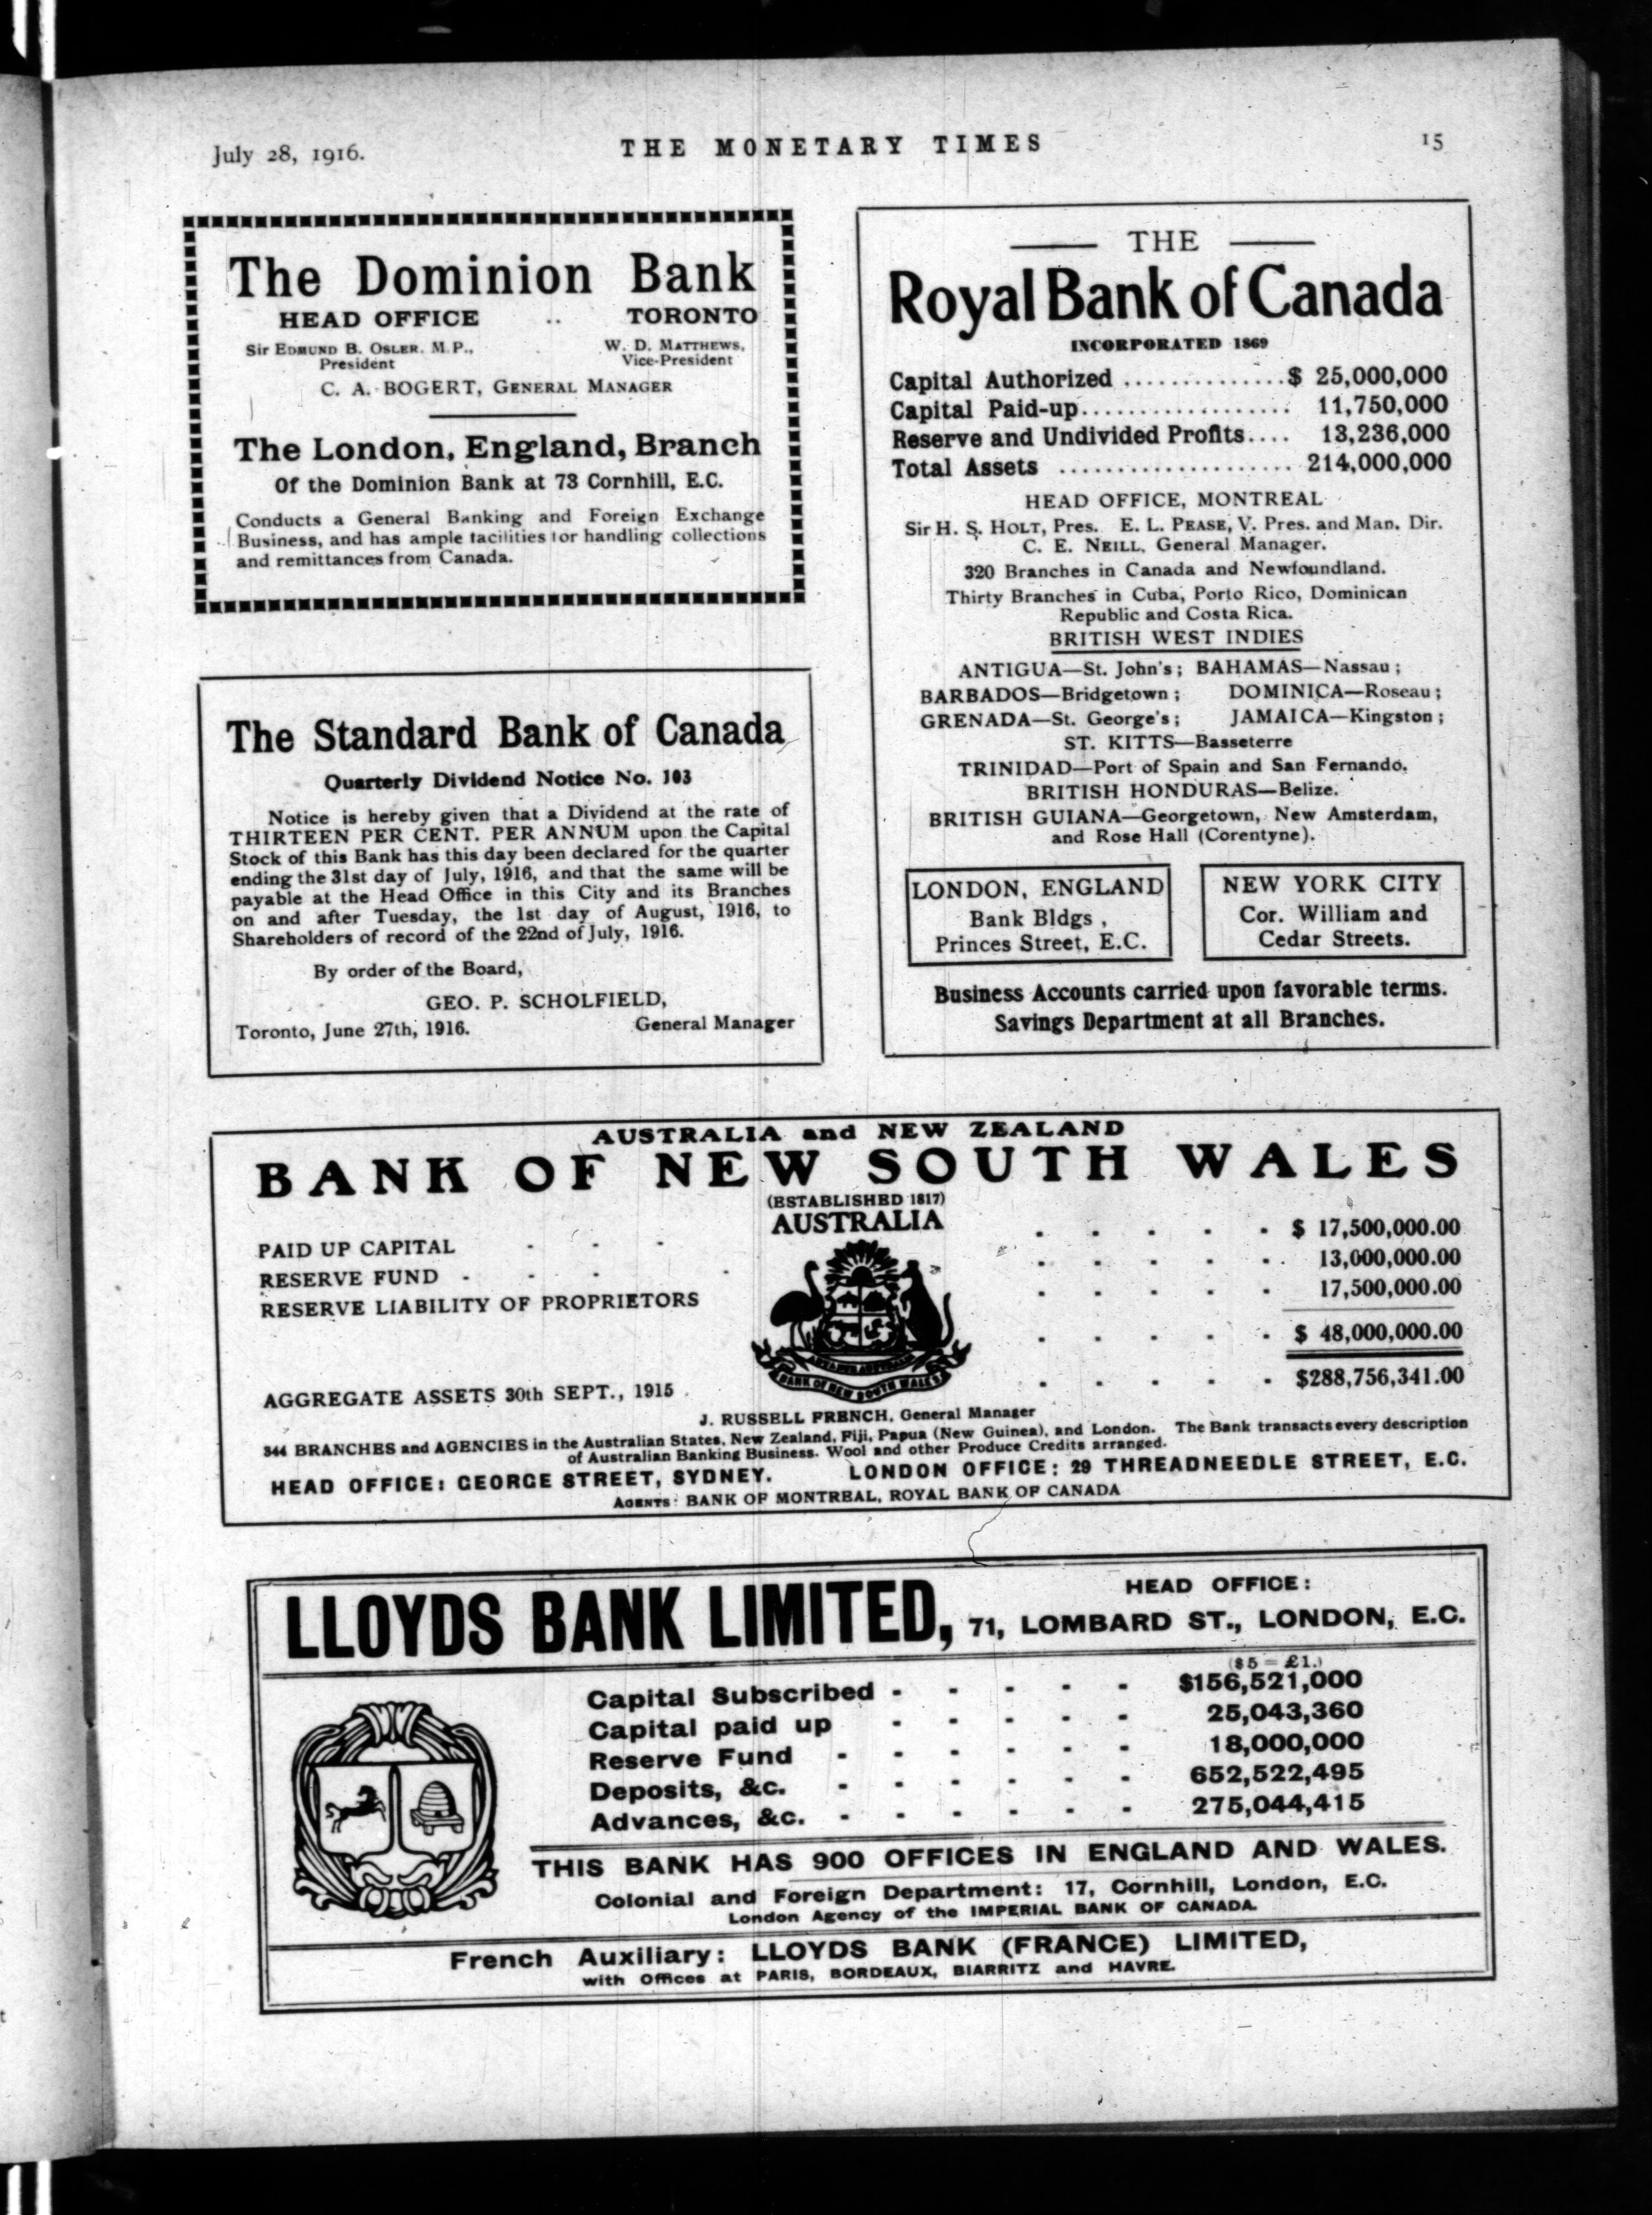 July 28, 1916.
THE MONETARY TIMES
15
The Dominion Bank
HEAD OFFICE .. TORONTO
Sir EDMUND B. OSLER, M.P., W. D. MATTHEWS,
President Vice-President
C. A. BOGERT, GENERAL MANAGER
The London, England, Branch
Of the Dominion Bank at 73 Cornhill, E.C.
Conducts a General Banking and Foreign Exchange
Business, and has ample facilities for handling collections
and remittances from Canada.
The Standard Bank of Canada
Quarterly Dividend Notice No. 103
Notice is hereby given that a Dividend at the rate of
THIRTEEN PER CENT. PER ANNUM upon the Capital
Stock of this Bank has this day been declared for the quarter
ending the 31st day of July, 1916, and that the same will be
payable at the Head Office in this City and its Branches
on and after Tuesday, the 1st day of August, 1916, to
Shareholders of record of the 22nd of July, 1916.
By order of the Board,
GEO. P. SCHOLFIELD,
Toronto, June 27th, 1916. General Manager
THE
Royal Bank of Canada
INCORPORATED 1869
Capital Authorized ..............$ 25,000,000
Capital Paid-up.................. 11,750,000
Reserve and Undivided Profits.... 13,236,000
Total Assets .................... 214,000,000
HEAD OFFICE, MONTREAL
Sir H. S. HOLT, Pres. E. L. PEASE, V. Pres. and Man. Dir.
C. E. NEILL, General Manager.
320 Branches in Canada and Newfoundland.
Thirty Branches in Cuba, Porto Rico, Dominican
Republic and Costa Rica.
BRITISH WEST INDIES
ANTIGUA—St. John's; BAHAMAS—Nassau;
BARBADOS—Bridgetown; DOMINICA—Roseau;
GRENADA—St. George's; JAMAICA—Kingston;
ST. KITTS—Basseterre
TRINIDAD—Port of Spain and San Fernando.
BRITISH HONDURAS—Belize.
BRITISH GUIANA—Georgetown, New Amsterdam,
and Rose Hall (Corentyne).
LONDON, ENGLAND
Bank Bldgs,
Princes Street, E.C.
NEW YORK CITY
Cor. William and
Cedar Streets.
Business Accounts carried upon favorable terms.
Savings Department at all Branches.
AUSTRALIA and NEW ZEALAND
BANK OF NEW SOUTH WALES
(ESTABLISHED 1817)
AUSTRALIA
PAID UP CAPITAL - - - - - - - - $ 17,500,000.00
RESERVE FUND - - - - - - - - - 13,000,000.00
RESERVE LIABILITY OF PROPRIETORS - - - - - 17,500,000.00
- - - - - $ 48,000,000.00
AGGREGATE ASSETS 30th SEPT., 1915 - - - - - $288,756,341.00
BANK OF NEW SOUTH WALES
J. RUSSELL FRENCH, General Manager
344 BRANCHES and AGENCIES in the Australian States, New Zealand, Fiji, Papua (New Guinea), and London. The Bank transacts every description
of Australian Banking Business. Wool and other Produce Credits arranged.
HEAD OFFICE: GEORGE STREET, SYDNEY. LONDON OFFICE: 29 THREADNEEDLE STREET, E.C.
AGENTS: BANK OF MONTREAL, ROYAL BANK OF CANADA
LLOYDS BANK LIMITED,
HEAD OFFICE:
71, LOMBARD ST., LONDON, E.C.
($5 = £1.)
Capital Subscribed - - - - - $156,521,000
Capital paid up - - - - - 25,043,360
Reserve Fund - - - - - - 18,000,000
Deposits, &c. - - - - - - 652,522,495
Advances, &c. - - - - - - 275,044,415
THIS BANK HAS 900 OFFICES IN ENGLAND AND WALES.
Colonial and Foreign Department: 17, Cornhill, London, E.C.
London Agency of the IMPERIAL BANK OF CANADA.
French Auxiliary: LLOYDS BANK (FRANCE) LIMITED,
with Offices at PARIS, BORDEAUX, BIARRITZ and HAVRE.